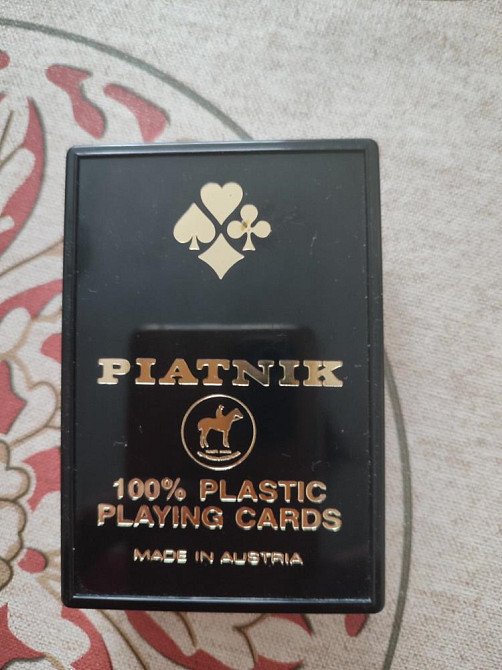 PIATNIK
100% PLASTIC
PLAYING CARDS
MADE IN AUSTRIA